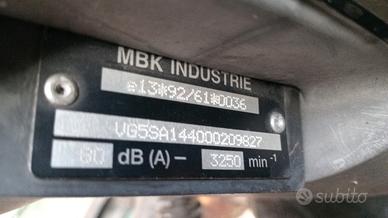 MBK INDUSTRIE
e13*92/61*0036
VG5SA144000209827
80 dB (A) – 3250 min⁻¹
subito